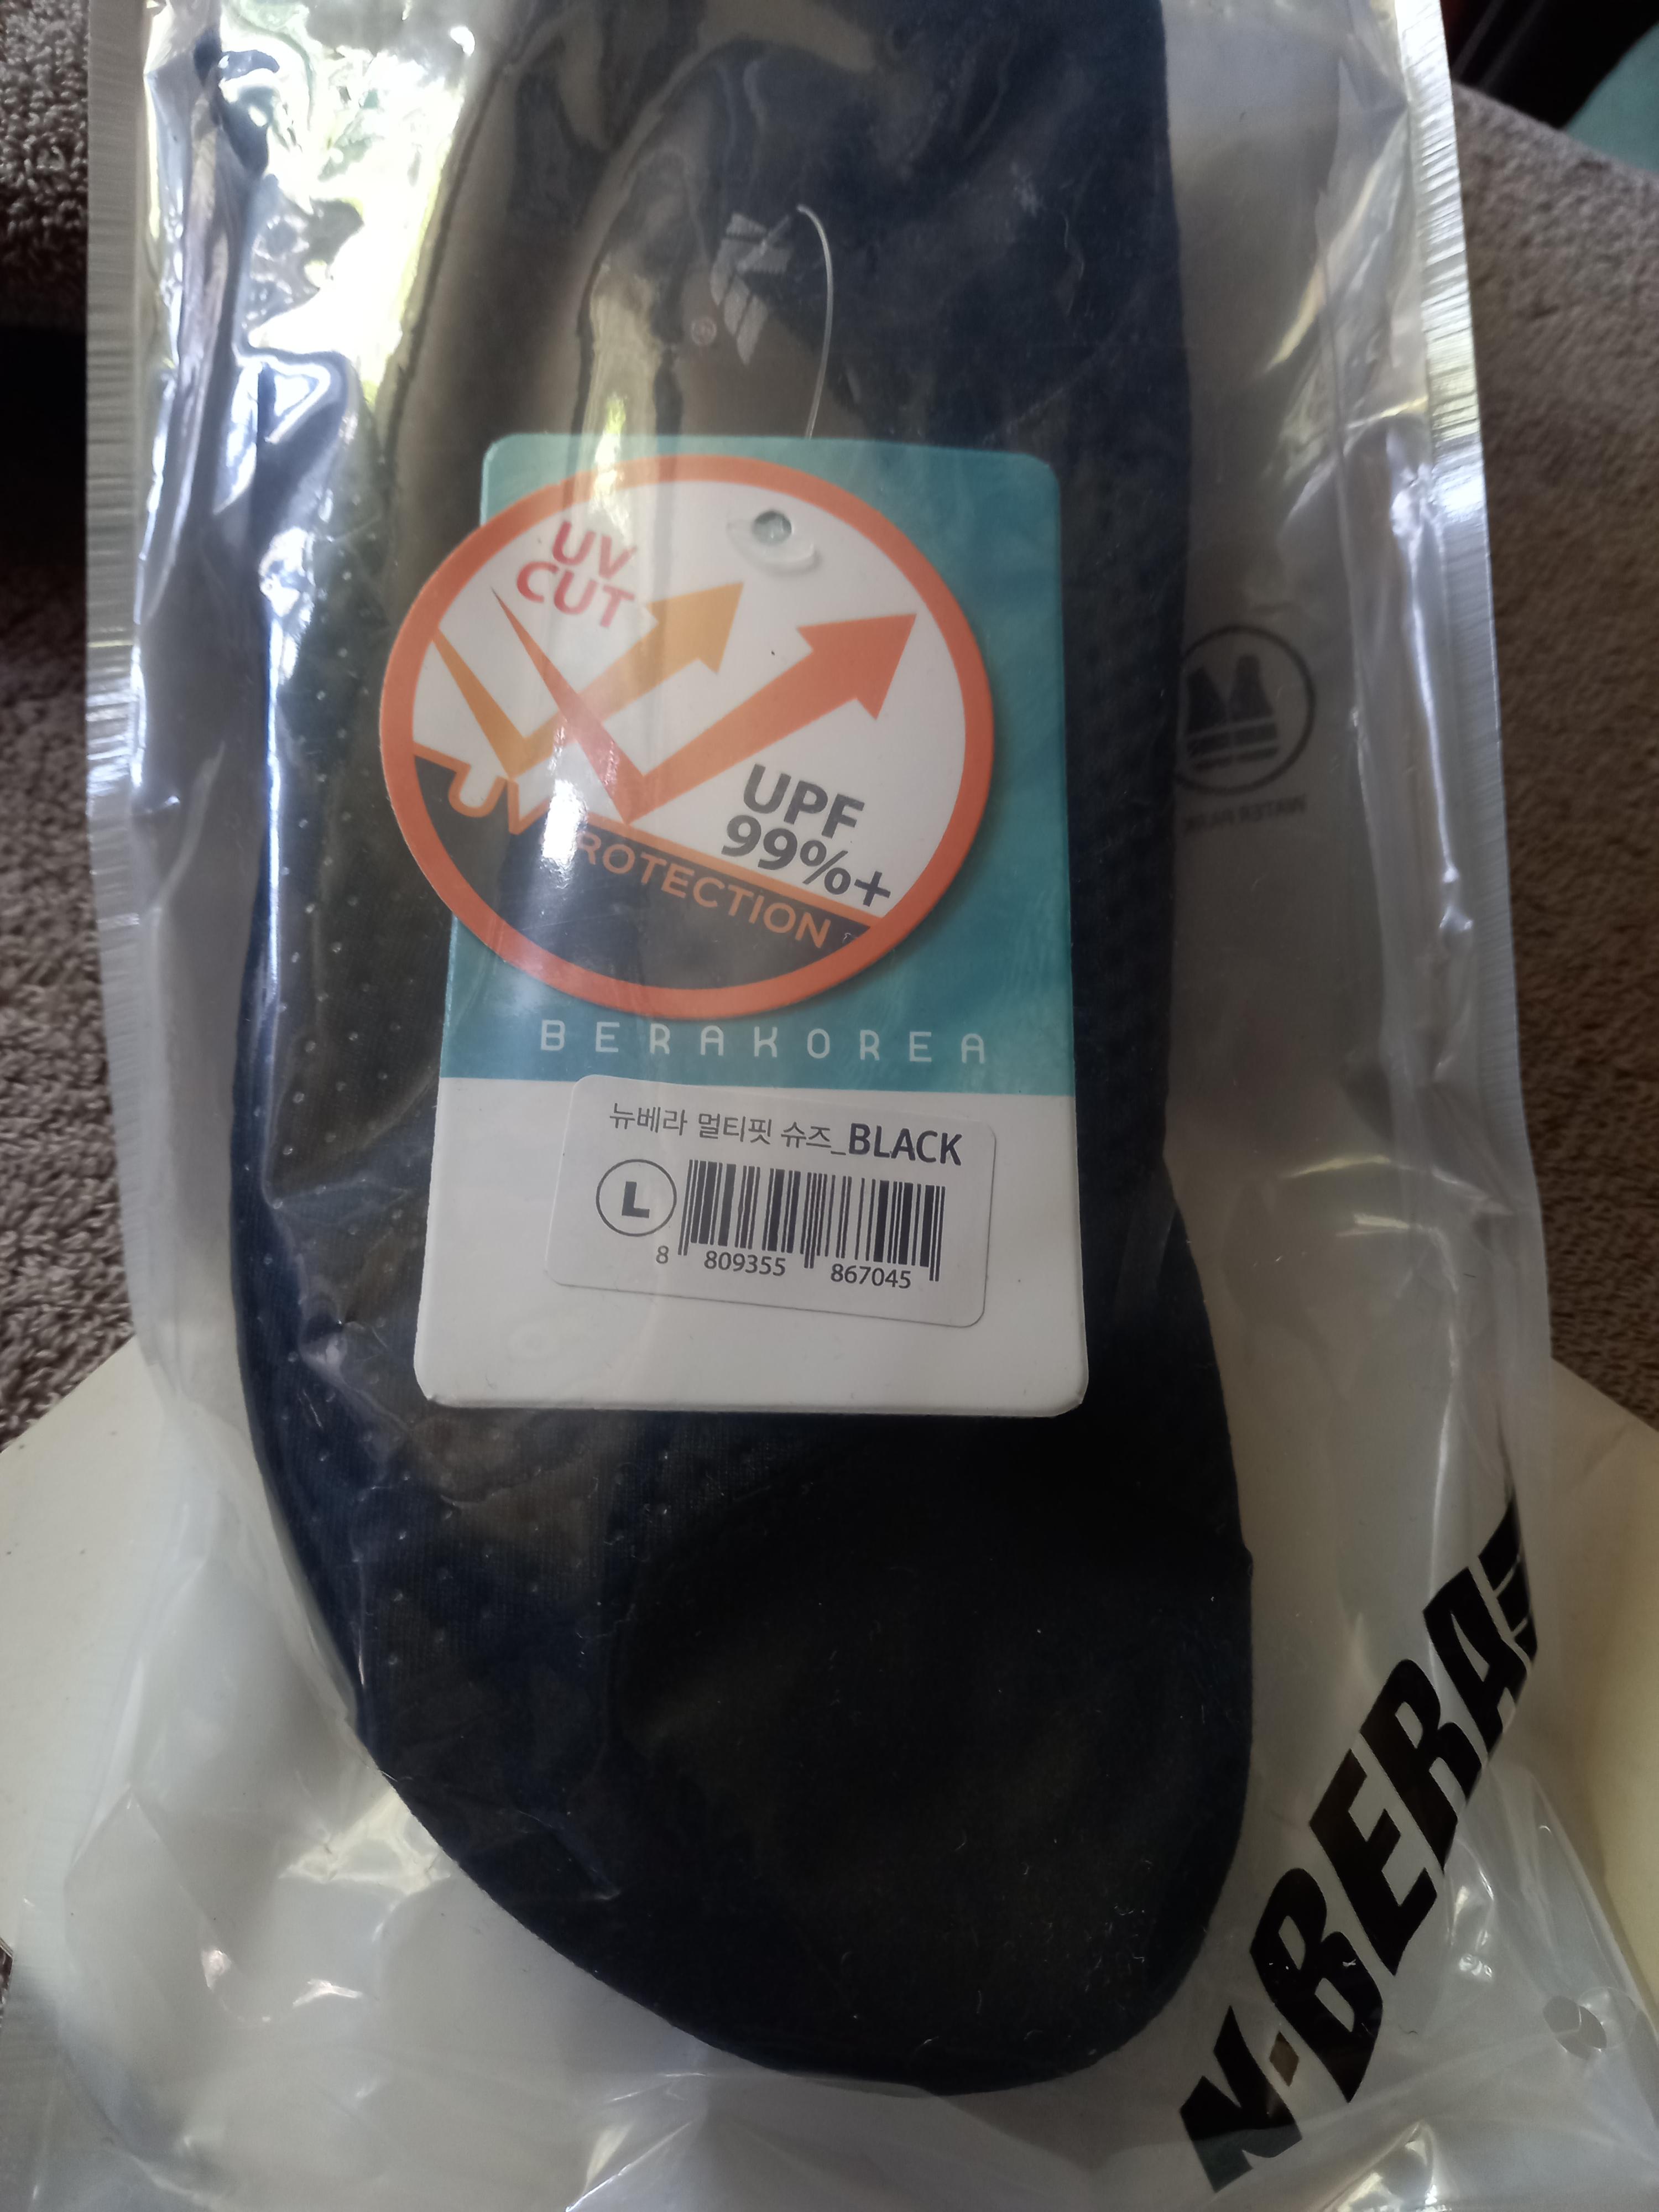 UV
CUT
UPF
99%+
UV PROTECTION
BERAKOREA
뉴베라 멀티핏 슈즈_BLACK
L
8 809355 867045
N·BERA